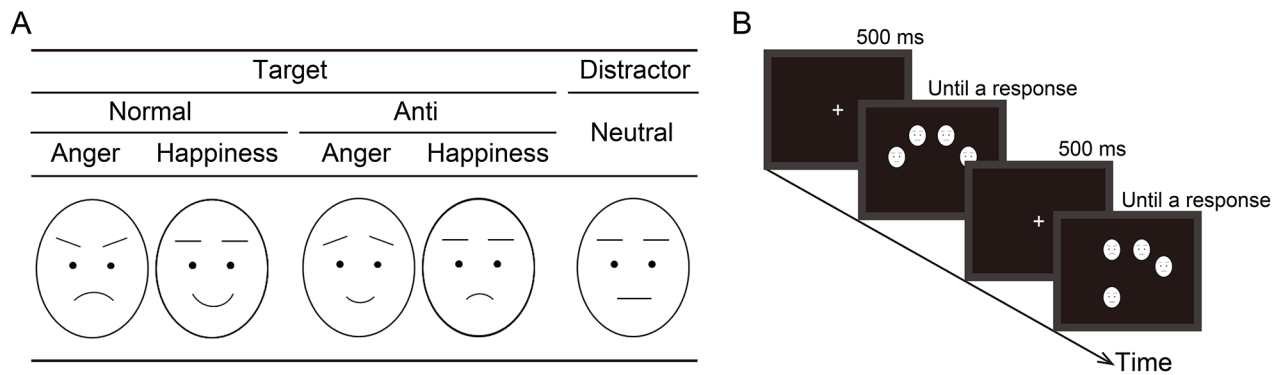 A
Target
Distractor
Normal
Anti
Neutral
Anger
Happiness
Anger
Happiness
B
500 ms
Until a response
500 ms
Until a response
Time